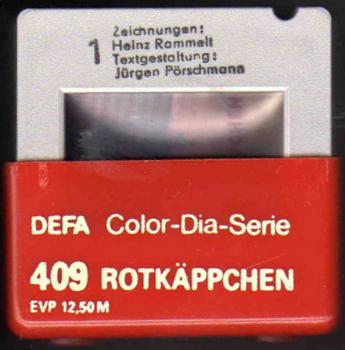 1
Zeichnungen:
Heinz Rammelt
Textgestaltung:
Jürgen Pörschmann
DEFA Color-Dia-Serie
409 ROTKÄPPCHEN
EVP 12,50 M